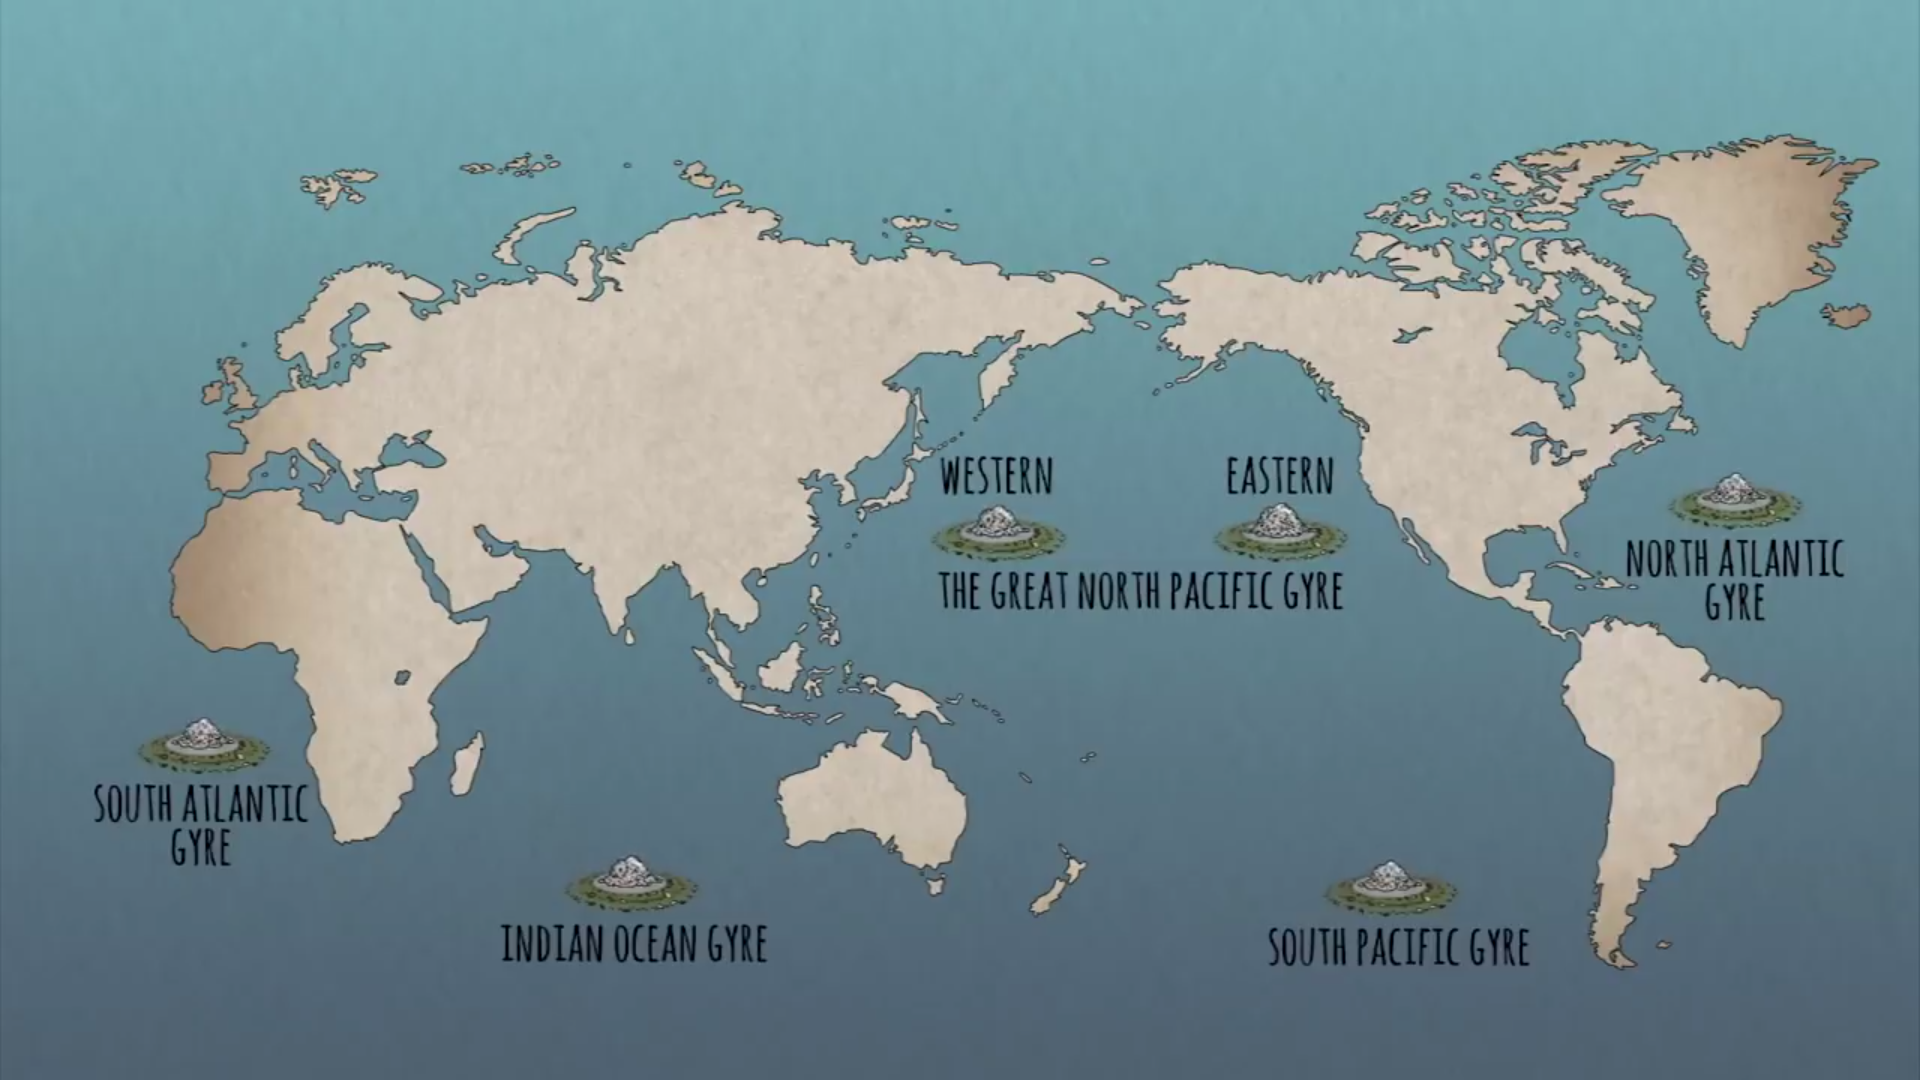 WESTERN
EASTERN
THE GREAT NORTH PACIFIC GYRE
NORTH ATLANTIC
GYRE
SOUTH ATLANTIC
GYRE
INDIAN OCEAN GYRE
SOUTH PACIFIC GYRE